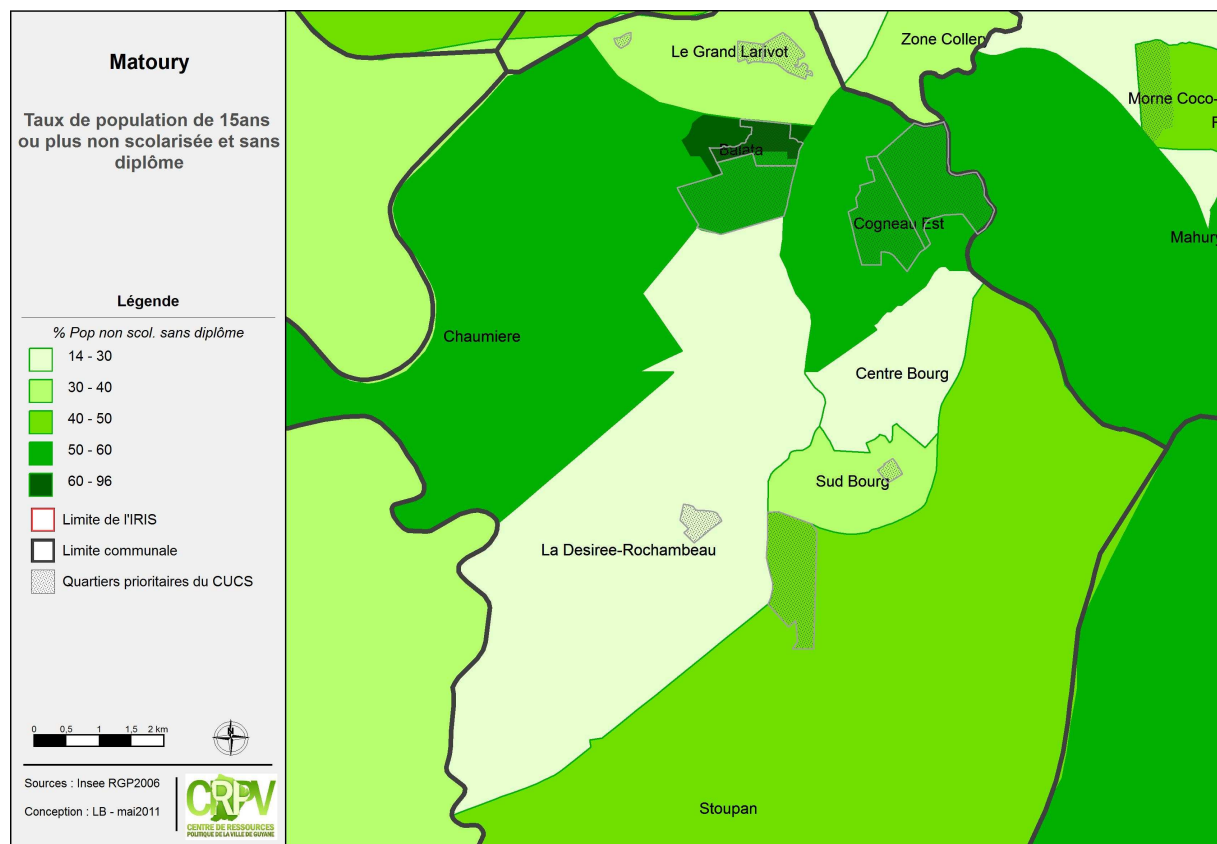 Matoury
Taux de population de 15ans
ou plus non scolarisée et sans
diplôme
Légende
% Pop non scol. sans diplôme
14 - 30
30 - 40
40 - 50
50 - 60
60 - 96
Limite de l'IRIS
Limite communale
Quartiers prioritaires du CUCS
0 0,5 1 1,5 2 km
N
Sources : Insee RGP2006
Conception : LB - mai2011
CRPV
CENTRE DE RESSOURCES
POLITIQUE DE LA VILLE DE GUYANE
Zone Collep
Le Grand Larivot
Morne Coco-
Balata
Cogneau Est
Mahury
Chaumiere
Centre Bourg
Sud Bourg
La Desiree-Rochambeau
Stoupan